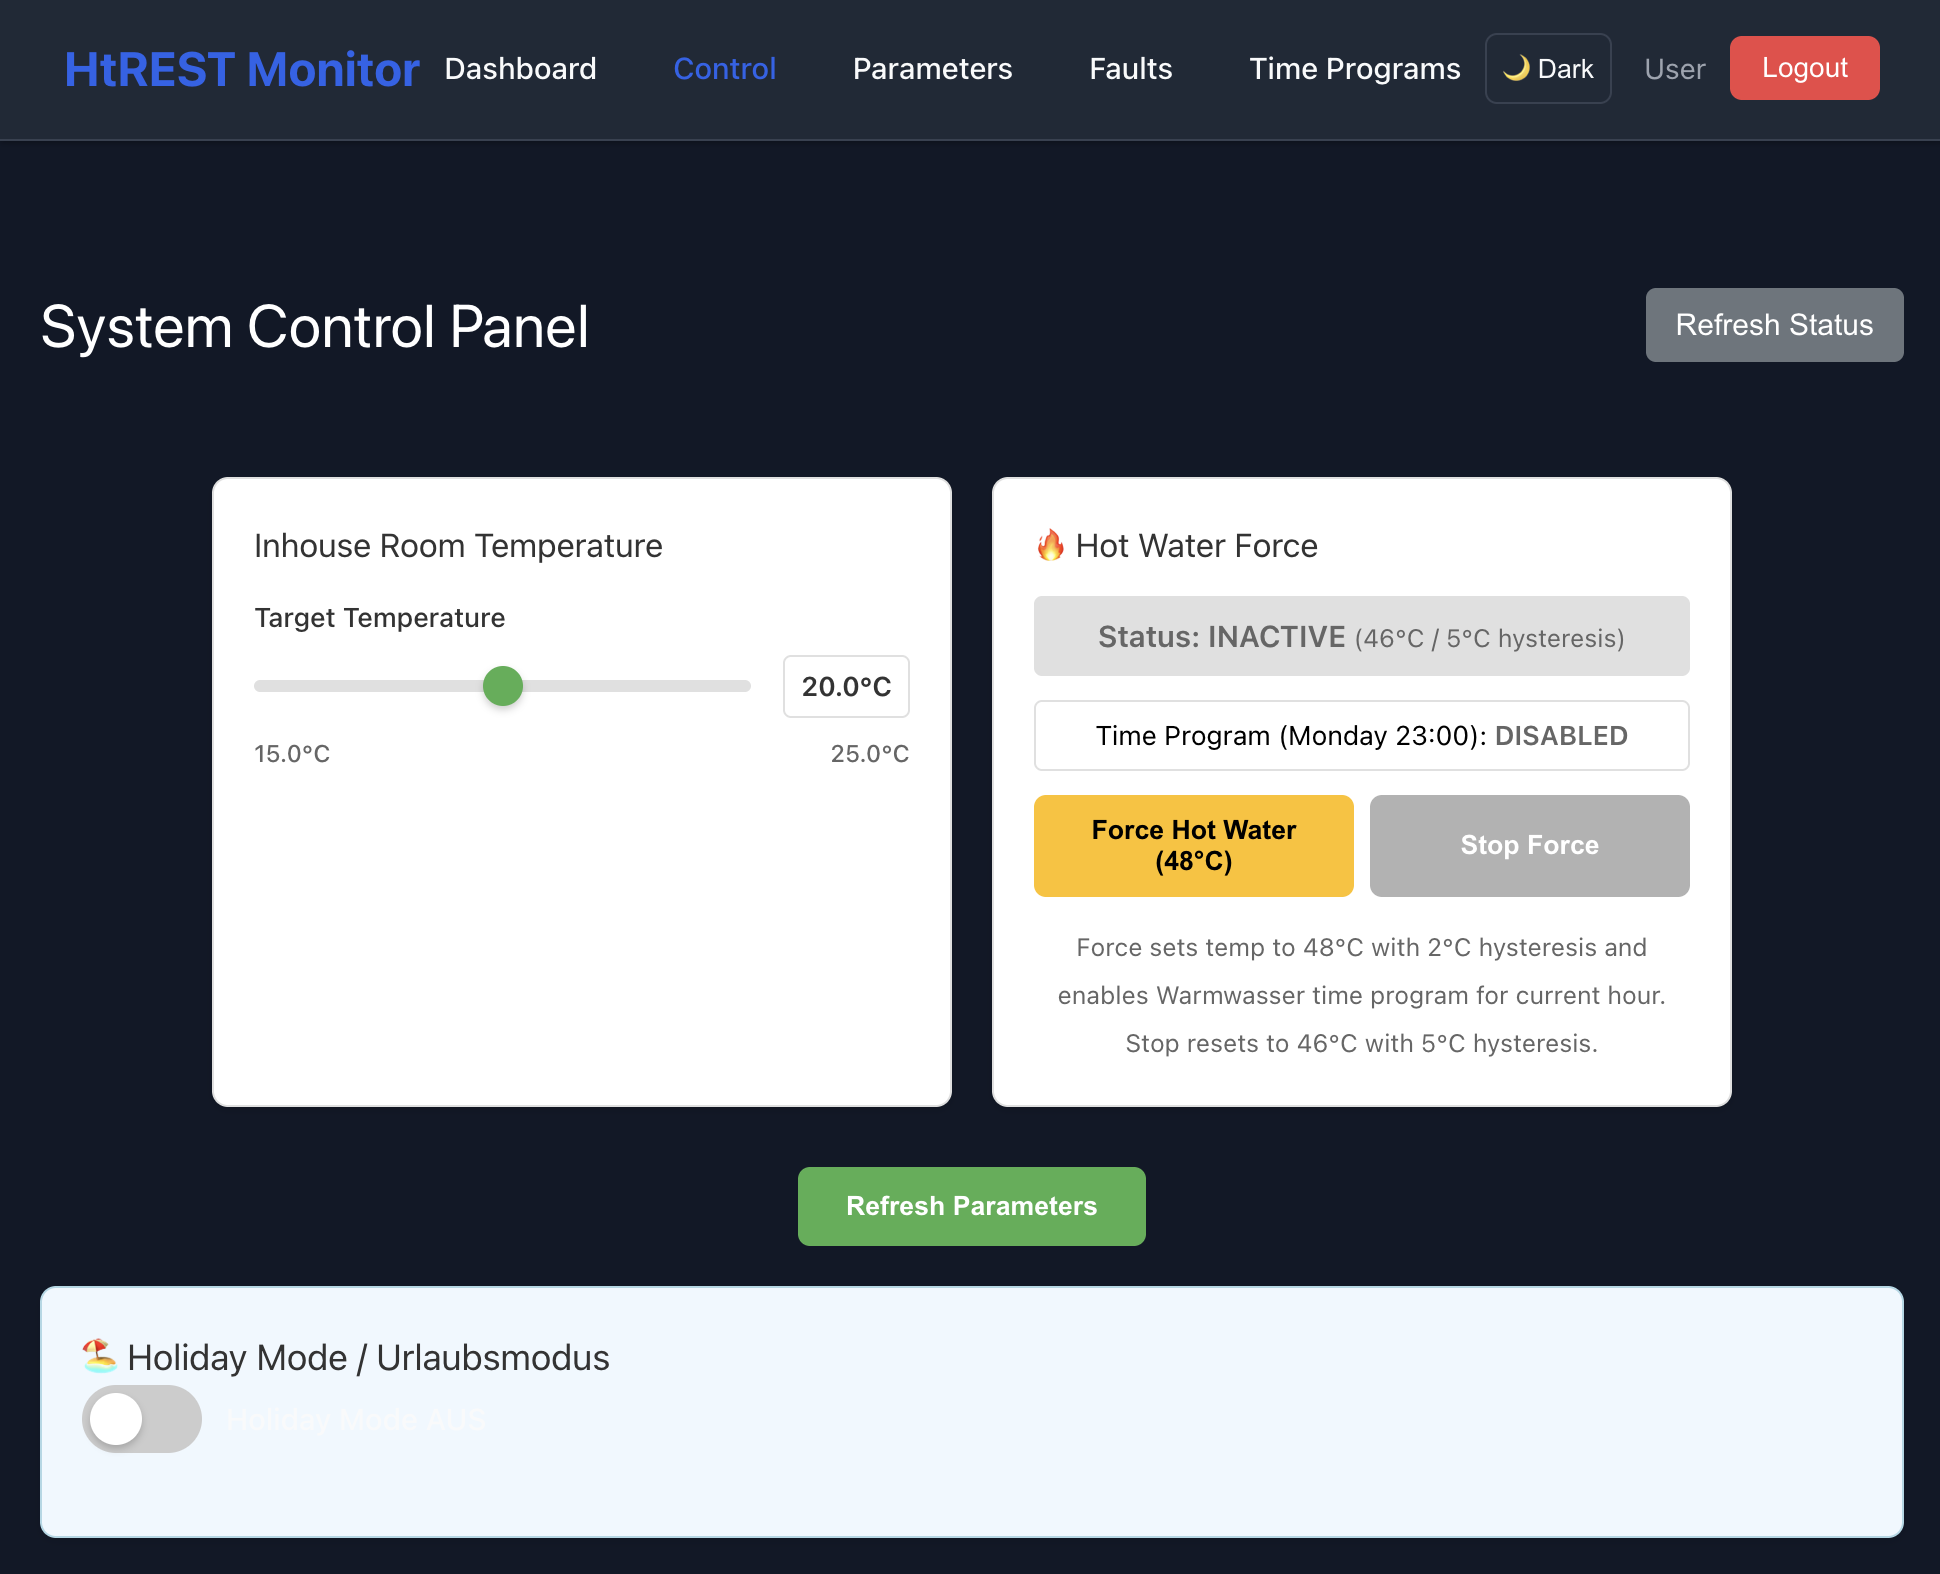 HtREST Monitor
Dashboard
Control
Parameters
Faults
Time Programs
🌙 Dark
User
Logout
System Control Panel
Refresh Status
Inhouse Room Temperature
Target Temperature
20.0°C
15.0°C
25.0°C
🔥 Hot Water Force
Status: INACTIVE (46°C / 5°C hysteresis)
Time Program (Monday 23:00): DISABLED
Force Hot Water
(48°C)
Stop Force
Force sets temp to 48°C with 2°C hysteresis and
enables Warmwasser time program for current hour.
Stop resets to 46°C with 5°C hysteresis.
Refresh Parameters
🏖️ Holiday Mode / Urlaubsmodus
Holiday Mode AUS